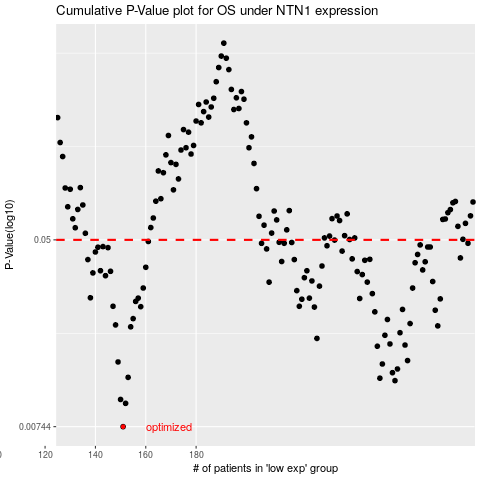 Cumulative P-Value plot for OS under NTN1 expression
P-Value(log10)
0.05
0.00744
optimized
0 120 140 160 180
# of patients in 'low exp' group